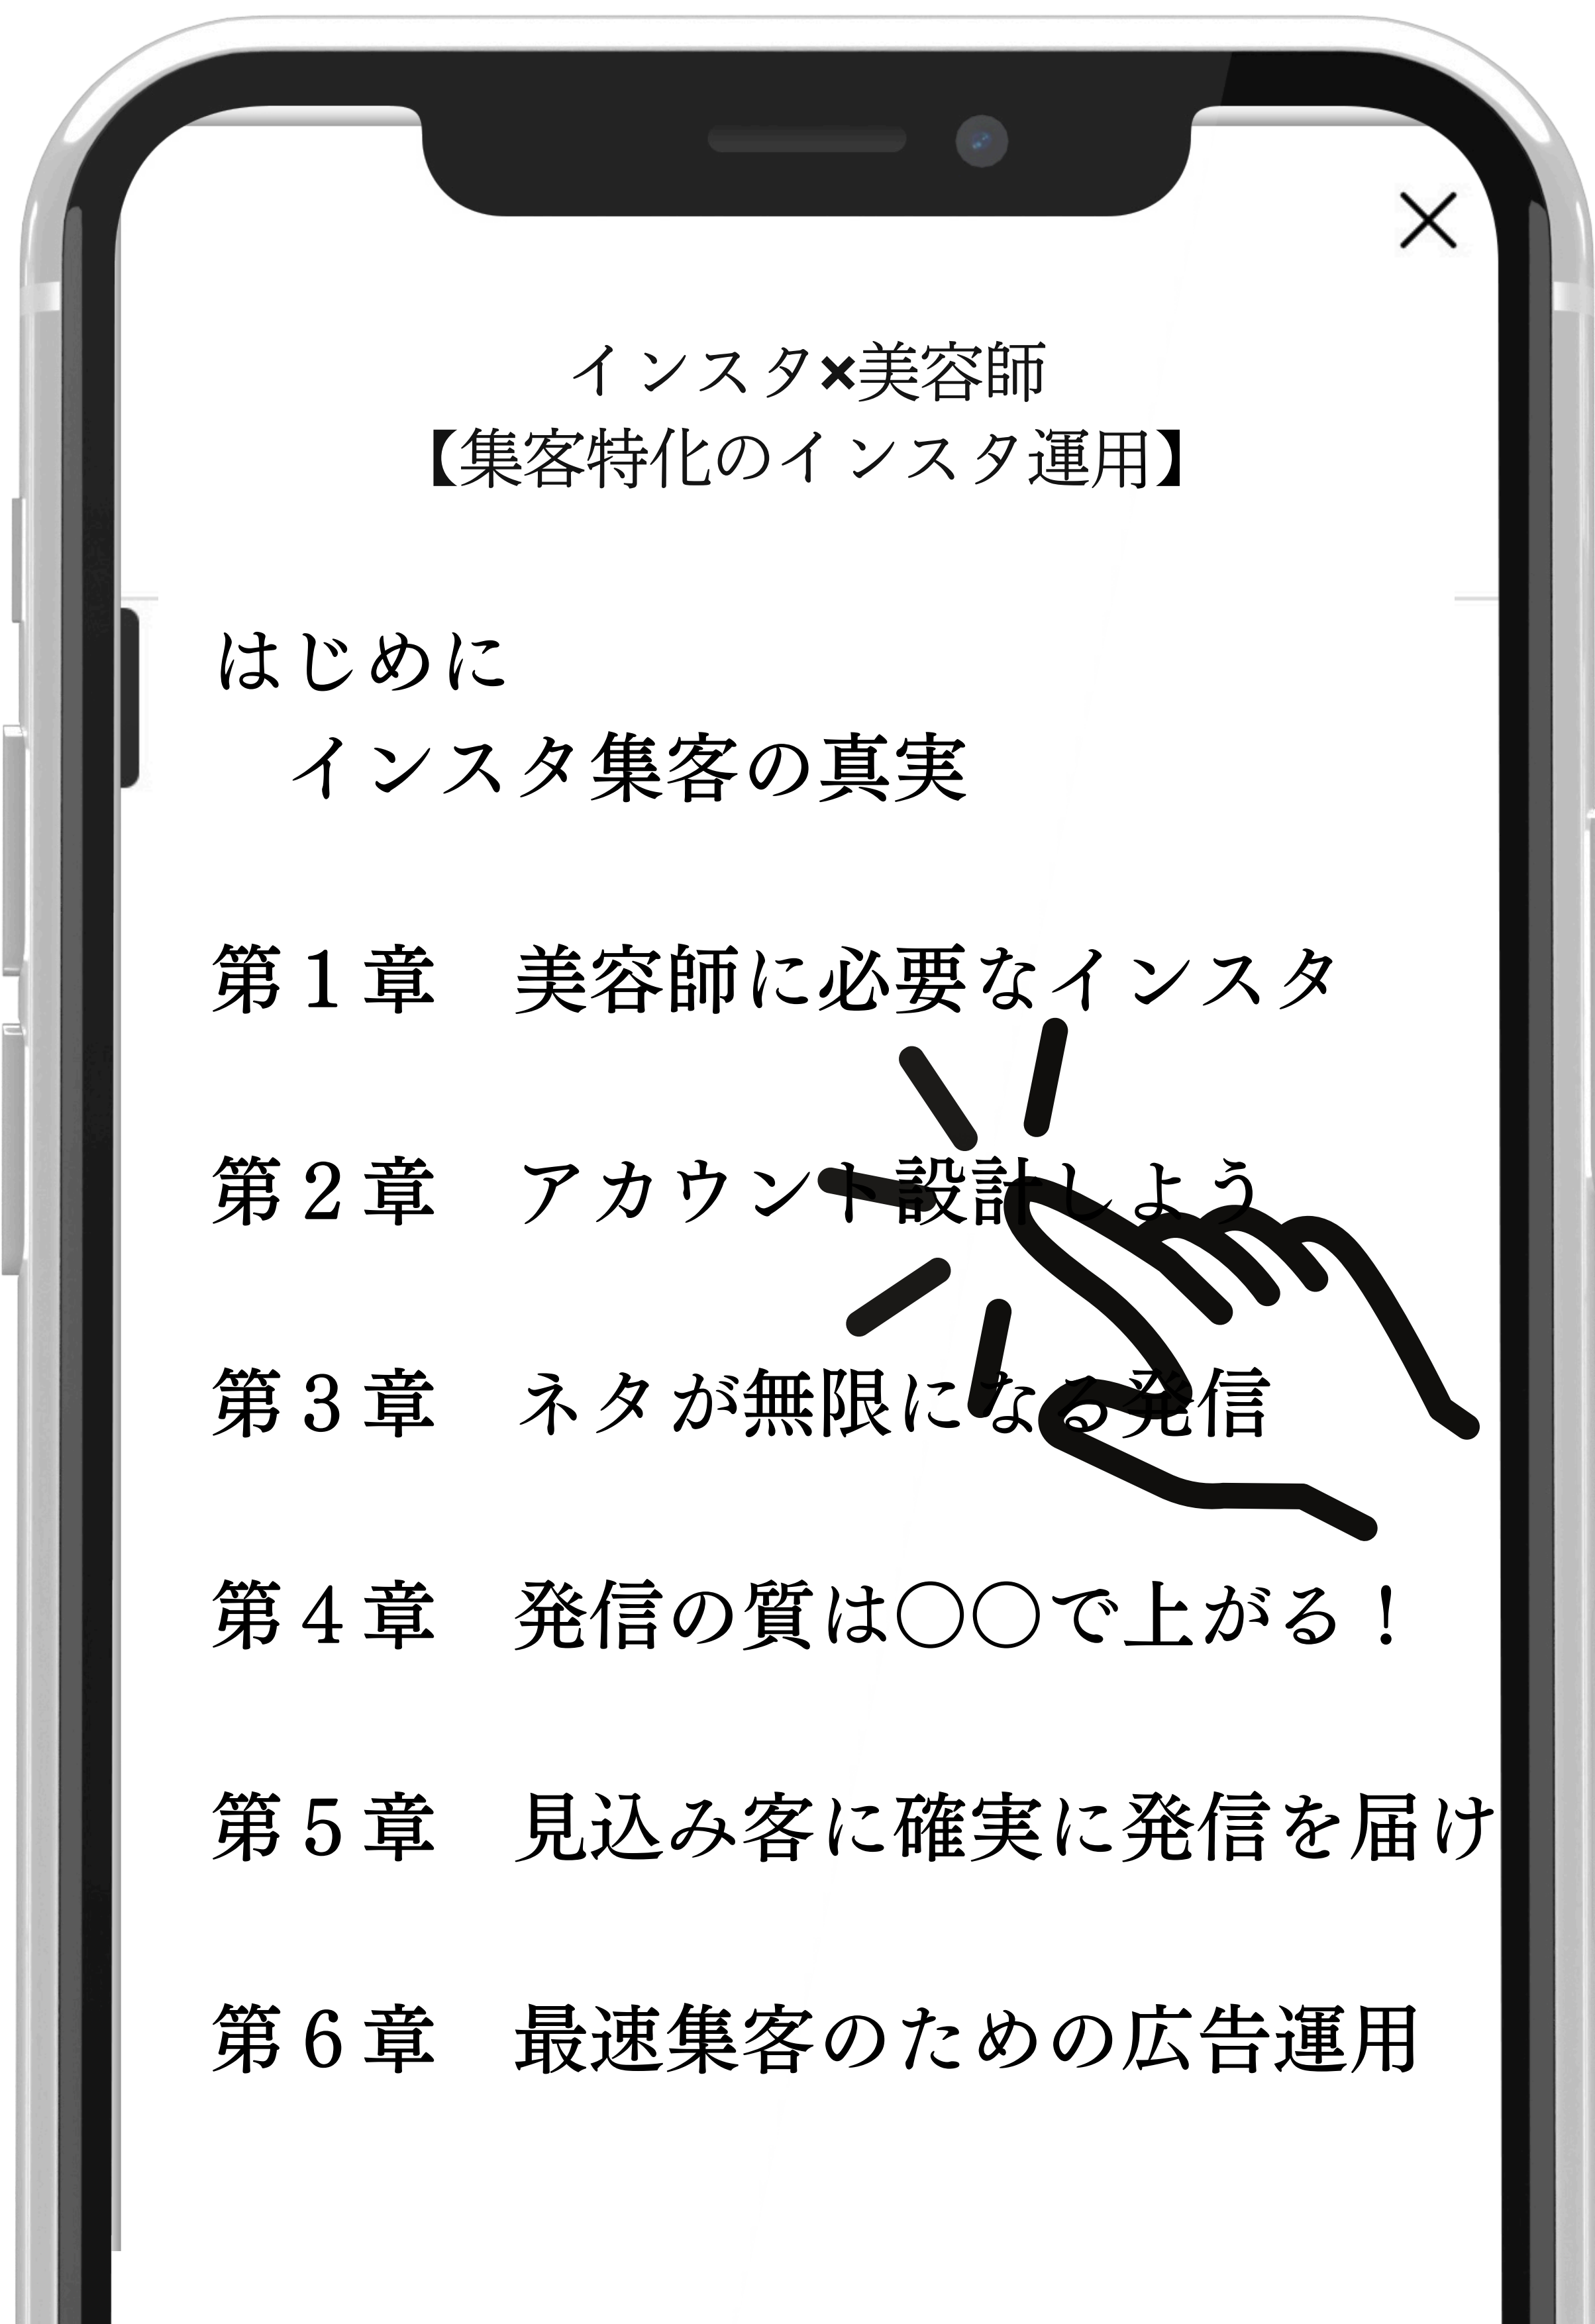 インスタ✖美容師
【集客特化のインスタ運用】
はじめに
インスタ集客の真実
第1章　美容師に必要なインスタ
第2章　アカウント設計しよう
第3章　ネタが無限になる発信
第4章　発信の質は〇〇で上がる！
第5章　見込み客に確実に発信を届け
第6章　最速集客のための広告運用